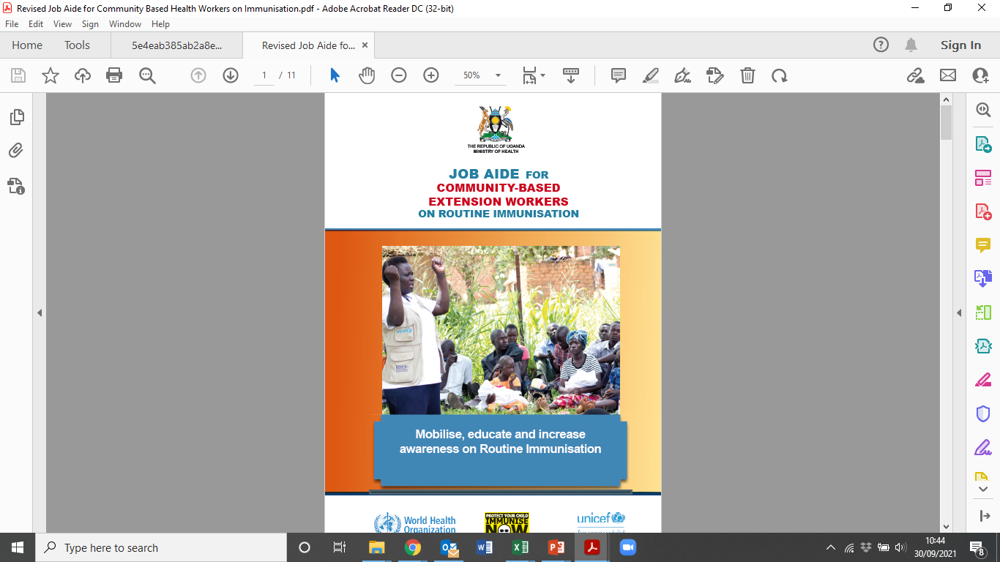 Revised Job Aide for Community Based Health Workers on Immunisation.pdf - Adobe Acrobat Reader DC (32-bit)
File Edit View Sign Window Help
Home Tools 5e4eab385ab2a8e... Revised Job Aide fo... × Sign In
1 / 11 50%
THE REPUBLIC OF UGANDA
MINISTRY OF HEALTH
JOB AIDE FOR
COMMUNITY-BASED
EXTENSION WORKERS
ON ROUTINE IMMUNISATION
unicef
Mobilise, educate and increase
awareness on Routine Immunisation
World Health
Organization
PROTECT YOUR CHILD
IMMUNISE
NOW
unicef
Type here to search
10:44
30/09/2021
8